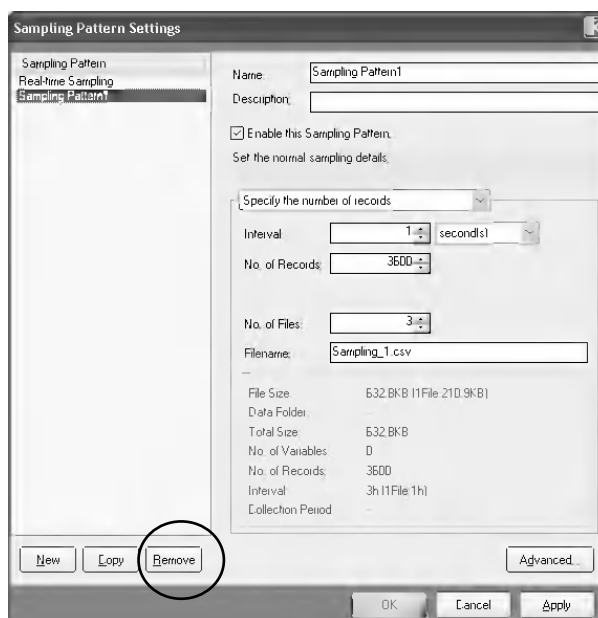 Sampling Pattern Settings
Sampling Pattern
Real-time Sampling
Sampling Pattern1
Name: Sampling Pattern1
Description:
Enable this Sampling Pattern.
Set the normal sampling details.
Specify the number of records
Interval 1 second(s)
No. of Records: 3600
No. of Files: 3
Filename: Sampling_1.csv
File Size 632.8KB (1File 210.9KB)
Data Folder
Total Size 632.8KB
No. of Variables 0
No. of Records: 3600
Interval 3h (1File:1h)
Collection Period
New Copy Remove Advanced...
OK Cancel Apply